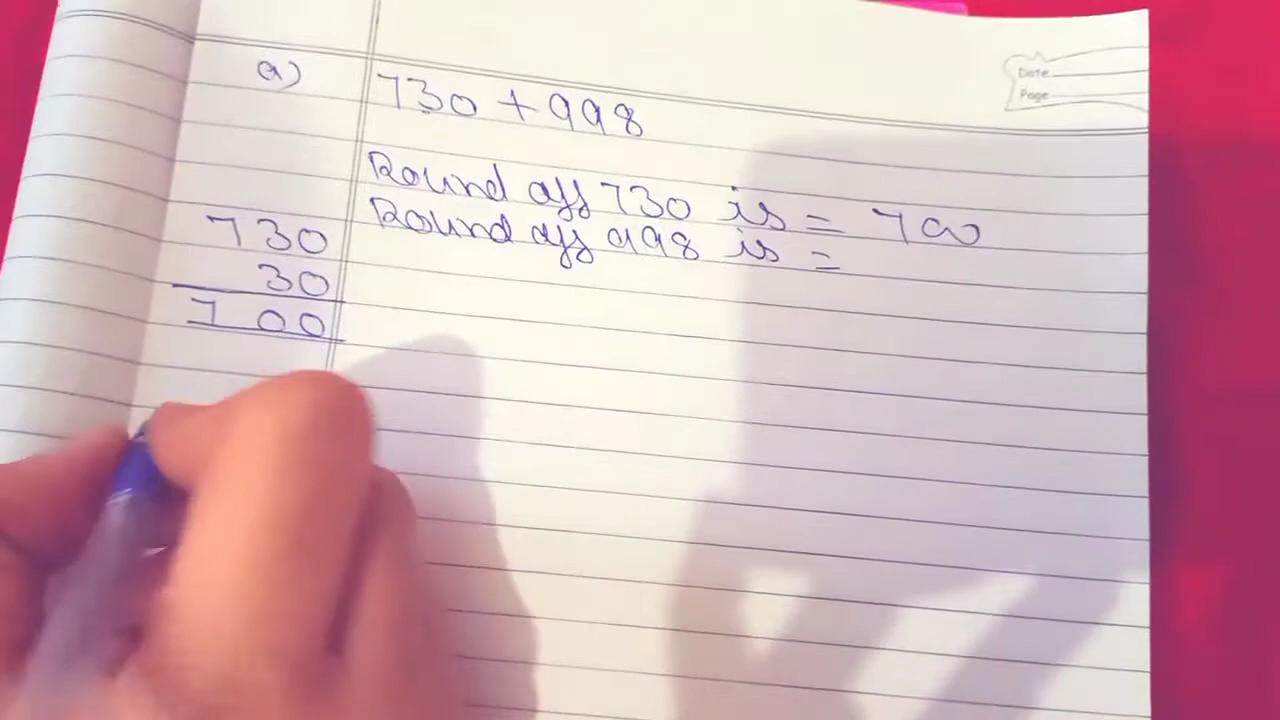 Date
Page
a) 730 + 998
Round off 730 is = 700
Round off 998 is =
730
30
700